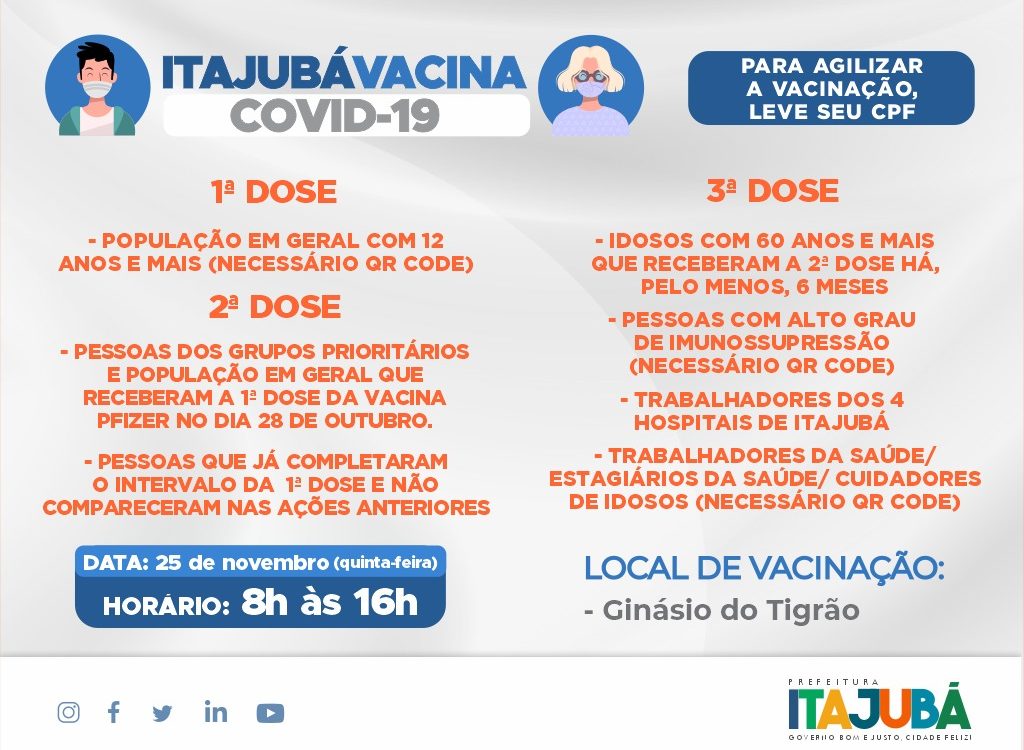 ITAJUBÁVACINA
COVID-19
PARA AGILIZAR
A VACINAÇÃO,
LEVE SEU CPF
1ª DOSE
- POPULAÇÃO EM GERAL COM 12
ANOS E MAIS (NECESSÁRIO QR CODE)
2ª DOSE
- PESSOAS DOS GRUPOS PRIORITÁRIOS
E POPULAÇÃO EM GERAL QUE
RECEBERAM A 1ª DOSE DA VACINA
PFIZER NO DIA 28 DE OUTUBRO.
- PESSOAS QUE JÁ COMPLETARAM
O INTERVALO DA 1ª DOSE E NÃO
COMPARECERAM NAS AÇÕES ANTERIORES
DATA: 25 de novembro (quinta-feira)
HORÁRIO: 8h às 16h
3ª DOSE
- IDOSOS COM 60 ANOS E MAIS
QUE RECEBERAM A 2ª DOSE HÁ,
PELO MENOS, 6 MESES
- PESSOAS COM ALTO GRAU
DE IMUNOSSUPRESSÃO
(NECESSÁRIO QR CODE)
- TRABALHADORES DOS 4
HOSPITAIS DE ITAJUBÁ
- TRABALHADORES DA SAÚDE/
ESTAGIÁRIOS DA SAÚDE/ CUIDADORES
DE IDOSOS (NECESSÁRIO QR CODE)
LOCAL DE VACINAÇÃO:
- Ginásio do Tigrão
PREFEITURA
ITAJUBÁ
GOVERNO BOM E JUSTO, CIDADE FELIZ!